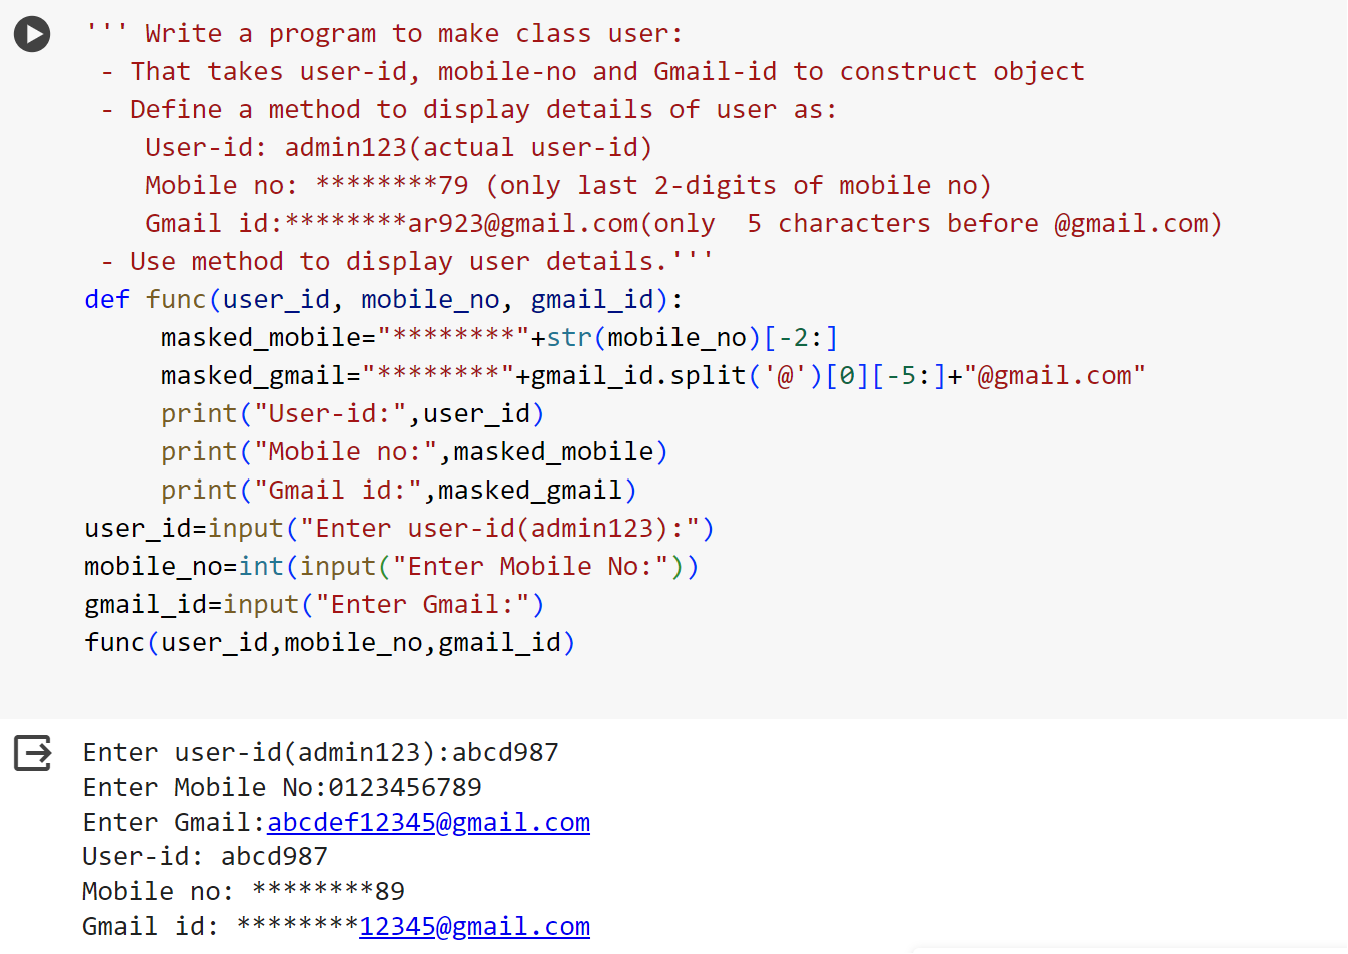 ''' Write a program to make class user:
 - That takes user-id, mobile-no and Gmail-id to construct object
 - Define a method to display details of user as:
    User-id: admin123(actual user-id)
    Mobile no: ********79 (only last 2-digits of mobile no)
    Gmail id:********ar923@gmail.com(only  5 characters before @gmail.com)
 - Use method to display user details.'''
def func(user_id, mobile_no, gmail_id):
     masked_mobile="********"+str(mobile_no)[-2:]
     masked_gmail="********"+gmail_id.split('@')[0][-5:]+"@gmail.com"
     print("User-id:",user_id)
     print("Mobile no:",masked_mobile)
     print("Gmail id:",masked_gmail)
user_id=input("Enter user-id(admin123):")
mobile_no=int(input("Enter Mobile No:"))
gmail_id=input("Enter Gmail:")
func(user_id,mobile_no,gmail_id)
Enter user-id(admin123):abcd987
Enter Mobile No:0123456789
Enter Gmail:abcdef12345@gmail.com
User-id: abcd987
Mobile no: ********89
Gmail id: ********12345@gmail.com